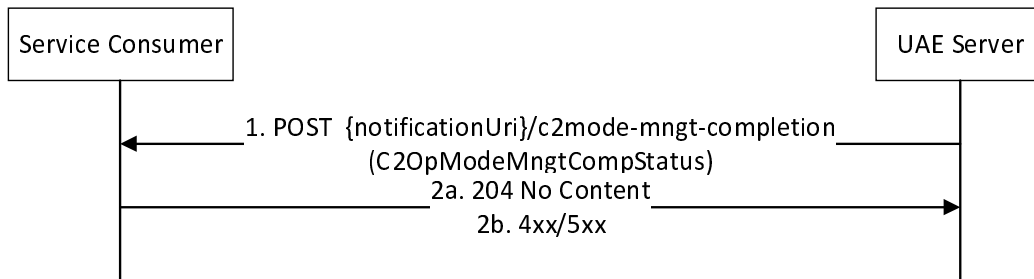 Service Consumer
UAE Server
1. POST {notificationUri}/c2mode-mngt-completion
(C2OpModeMngtCompStatus)
2a. 204 No Content
2b. 4xx/5xx